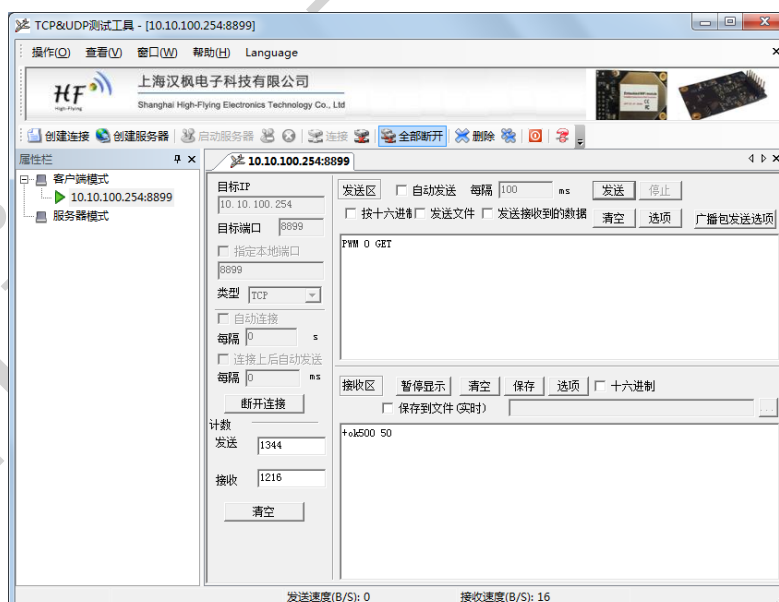 TCP&UDP测试工具 - [10.10.100.254:8899]
操作(O) 查看(V) 窗口(W) 帮助(H) Language
HF
High-Flying
上海汉枫电子科技有限公司
Shanghai High-Flying Electronics Technology Co., Ltd
创建连接 创建服务器 启动服务器 连接 全部断开 删除
属性栏
客户端模式
10.10.100.254:8899
服务器模式
10.10.100.254:8899
目标IP
10.10.100.254
目标端口 8899
指定本地端口
8899
类型 TCP
自动连接
每隔 0 s
连接上后自动发送
每隔 0 ms
断开连接
计数
发送 1344
接收 1216
清空
发送区 自动发送 每隔 100 ms 发送 停止
按十六进制 发送文件 发送接收到的数据 清空 选项 广播包发送选项
PWM 0 GET
接收区 暂停显示 清空 保存 选项 十六进制
保存到文件(实时) ...
+ok500 50
发送速度(B/S): 0 接收速度(B/S): 16